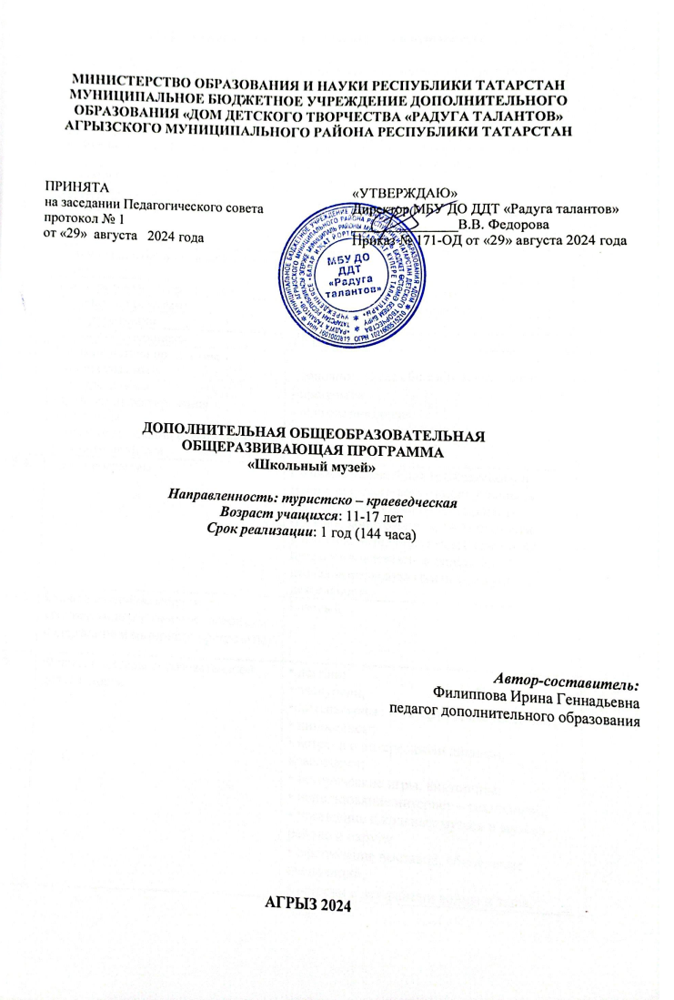 МИНИСТЕРСТВО ОБРАЗОВАНИЯ И НАУКИ РЕСПУБЛИКИ ТАТАРСТАН
МУНИЦИПАЛЬНОЕ БЮДЖЕТНОЕ УЧРЕЖДЕНИЕ ДОПОЛНИТЕЛЬНОГО
ОБРАЗОВАНИЯ «ДОМ ДЕТСКОГО ТВОРЧЕСТВА «РАДУГА ТАЛАНТОВ»
АГРЫЗСКОГО МУНИЦИПАЛЬНОГО РАЙОНА РЕСПУБЛИКИ ТАТАРСТАН
ПРИНЯТА
на заседании Педагогического совета
протокол № 1
от «29» августа 2024 года
«УТВЕРЖДАЮ»
Директор МБУ ДО ДДТ «Радуга талантов»
В.В. Федорова
Приказ № 171-ОД от «29» августа 2024 года
МБУ ДО
ДДТ
«Радуга
талантов»
ДОПОЛНИТЕЛЬНАЯ ОБЩЕОБРАЗОВАТЕЛЬНАЯ
ОБЩЕРАЗВИВАЮЩАЯ ПРОГРАММА
«Школьный музей»
Направленность: туристско – краеведческая
Возраст учащихся: 11-17 лет
Срок реализации: 1 год (144 часа)
Автор-составитель:
Филиппова Ирина Геннадьевна
педагог дополнительного образования
АГРЫЗ 2024